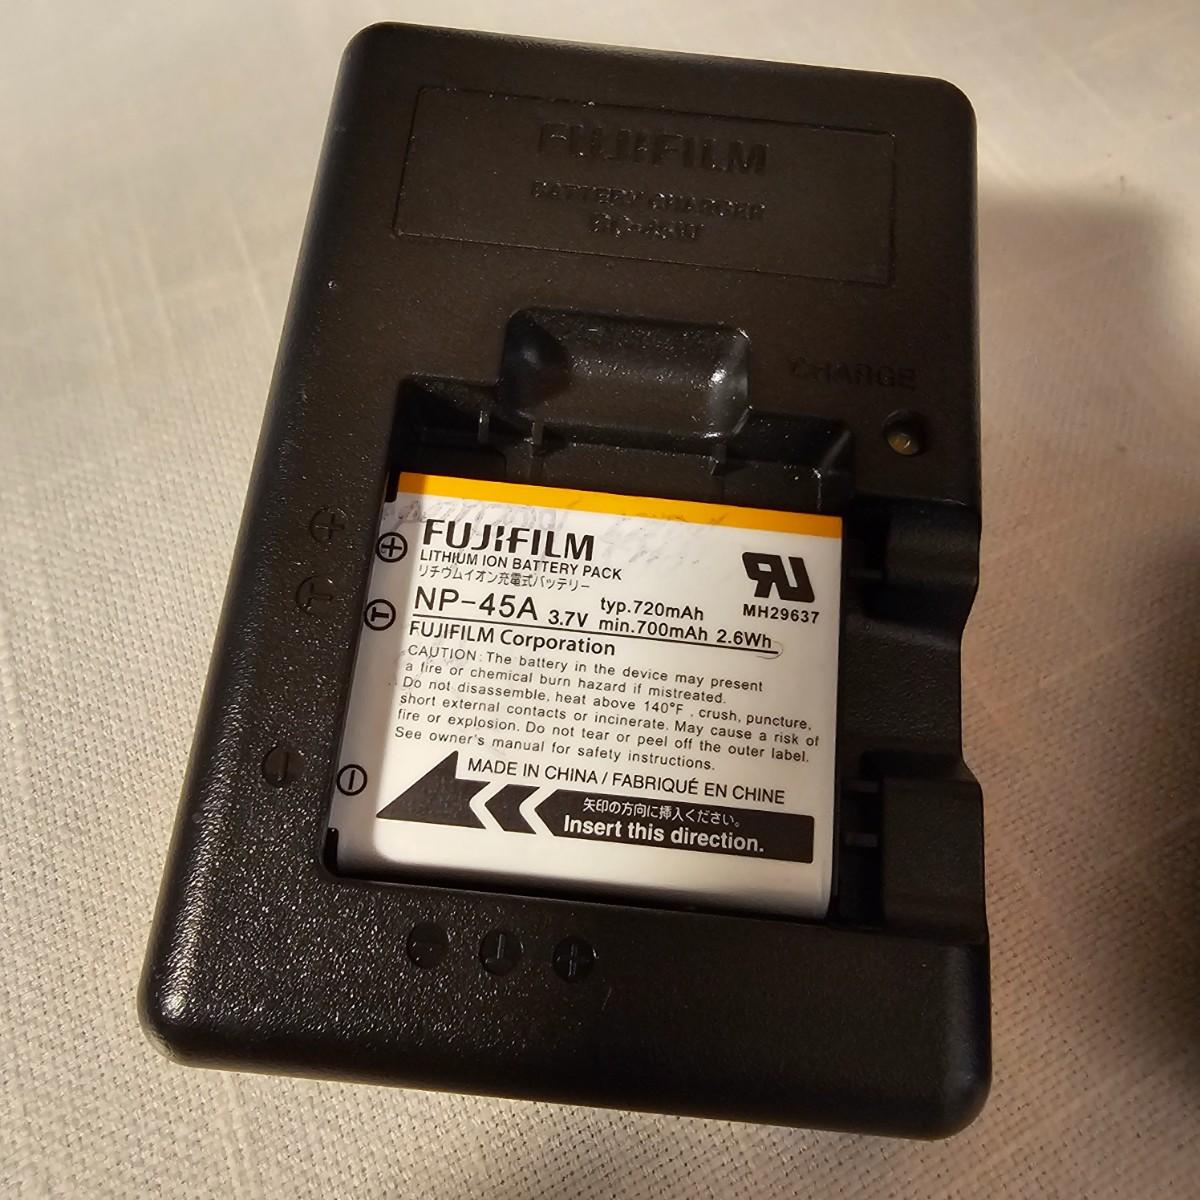 FUJIFILM
BATTERY CHARGER
CHARGE
FUJIFILM
LITHIUM ION BATTERY PACK
リチウムイオン充電式バッテリー
NP-45A 3.7V typ.720mAh
min.700mAh 2.6Wh
MH29637
FUJIFILM Corporation
CAUTION: The battery in the device may present
a fire or chemical burn hazard if mistreated.
Do not disassemble, heat above 140°F, crush, puncture,
short external contacts or incinerate. May cause a risk of
fire or explosion. Do not tear or peel off the outer label.
See owner's manual for safety instructions.
MADE IN CHINA / FABRIQUÉ EN CHINE
矢印の方向に挿入ください。
Insert this direction.
+
T
−
+
T
−
− T +